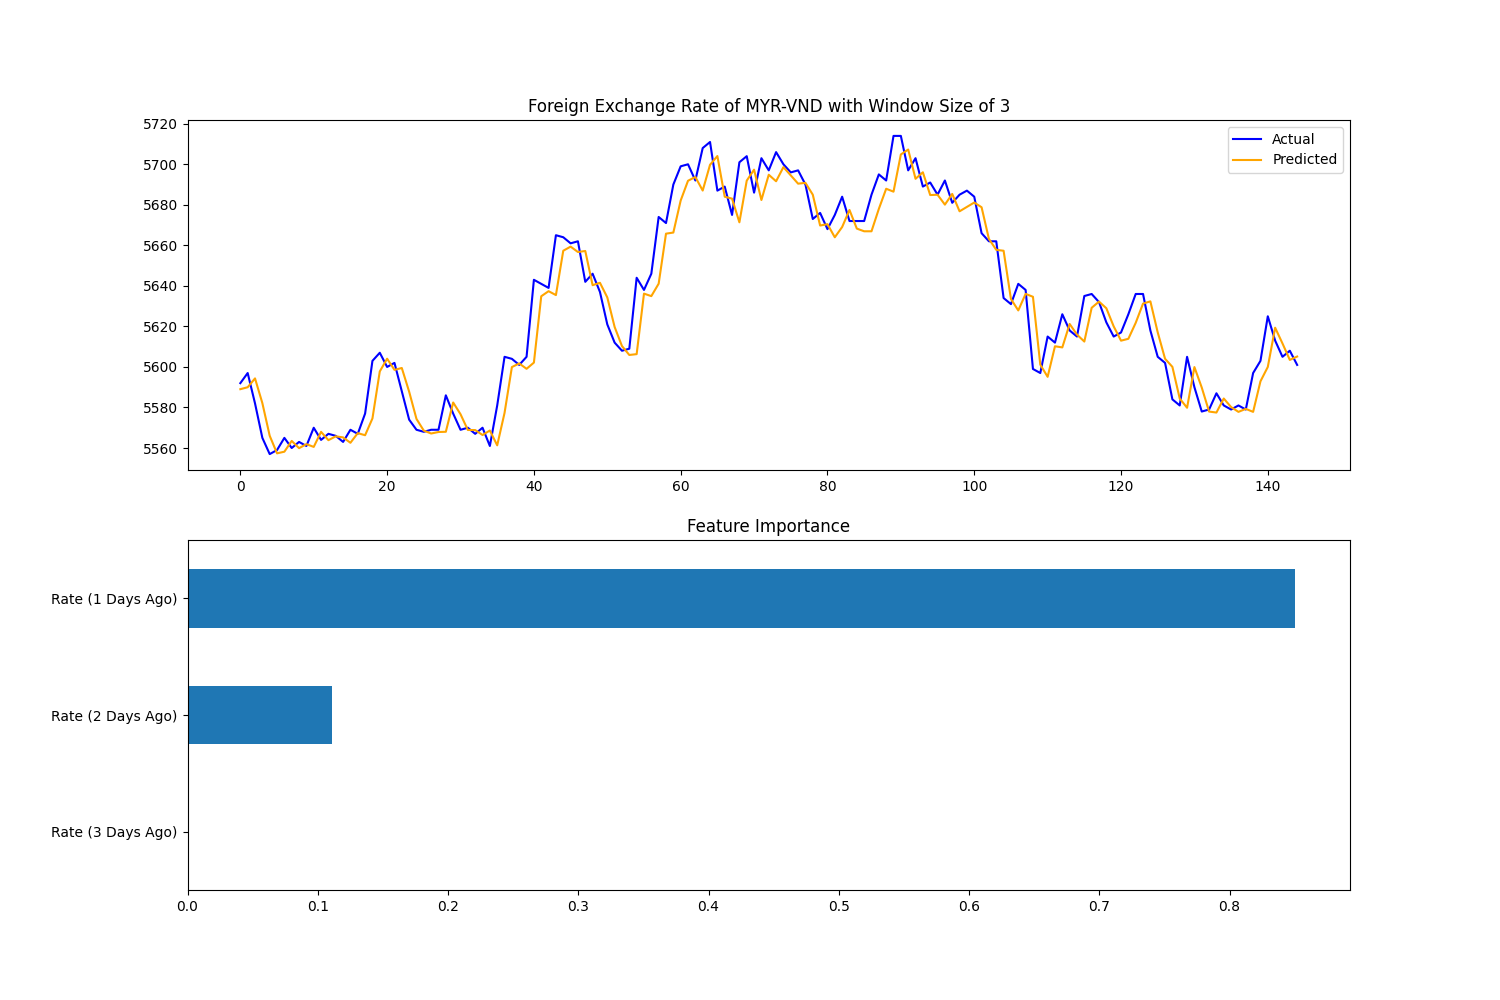 Foreign Exchange Rate of MYR-VND with Window Size of 3
5720
5700
5680
5660
5640
5620
5600
5580
5560
Actual
Predicted
0 20 40 60 80 100 120 140
Feature Importance
Rate (1 Days Ago)
Rate (2 Days Ago)
Rate (3 Days Ago)
0.0 0.1 0.2 0.3 0.4 0.5 0.6 0.7 0.8